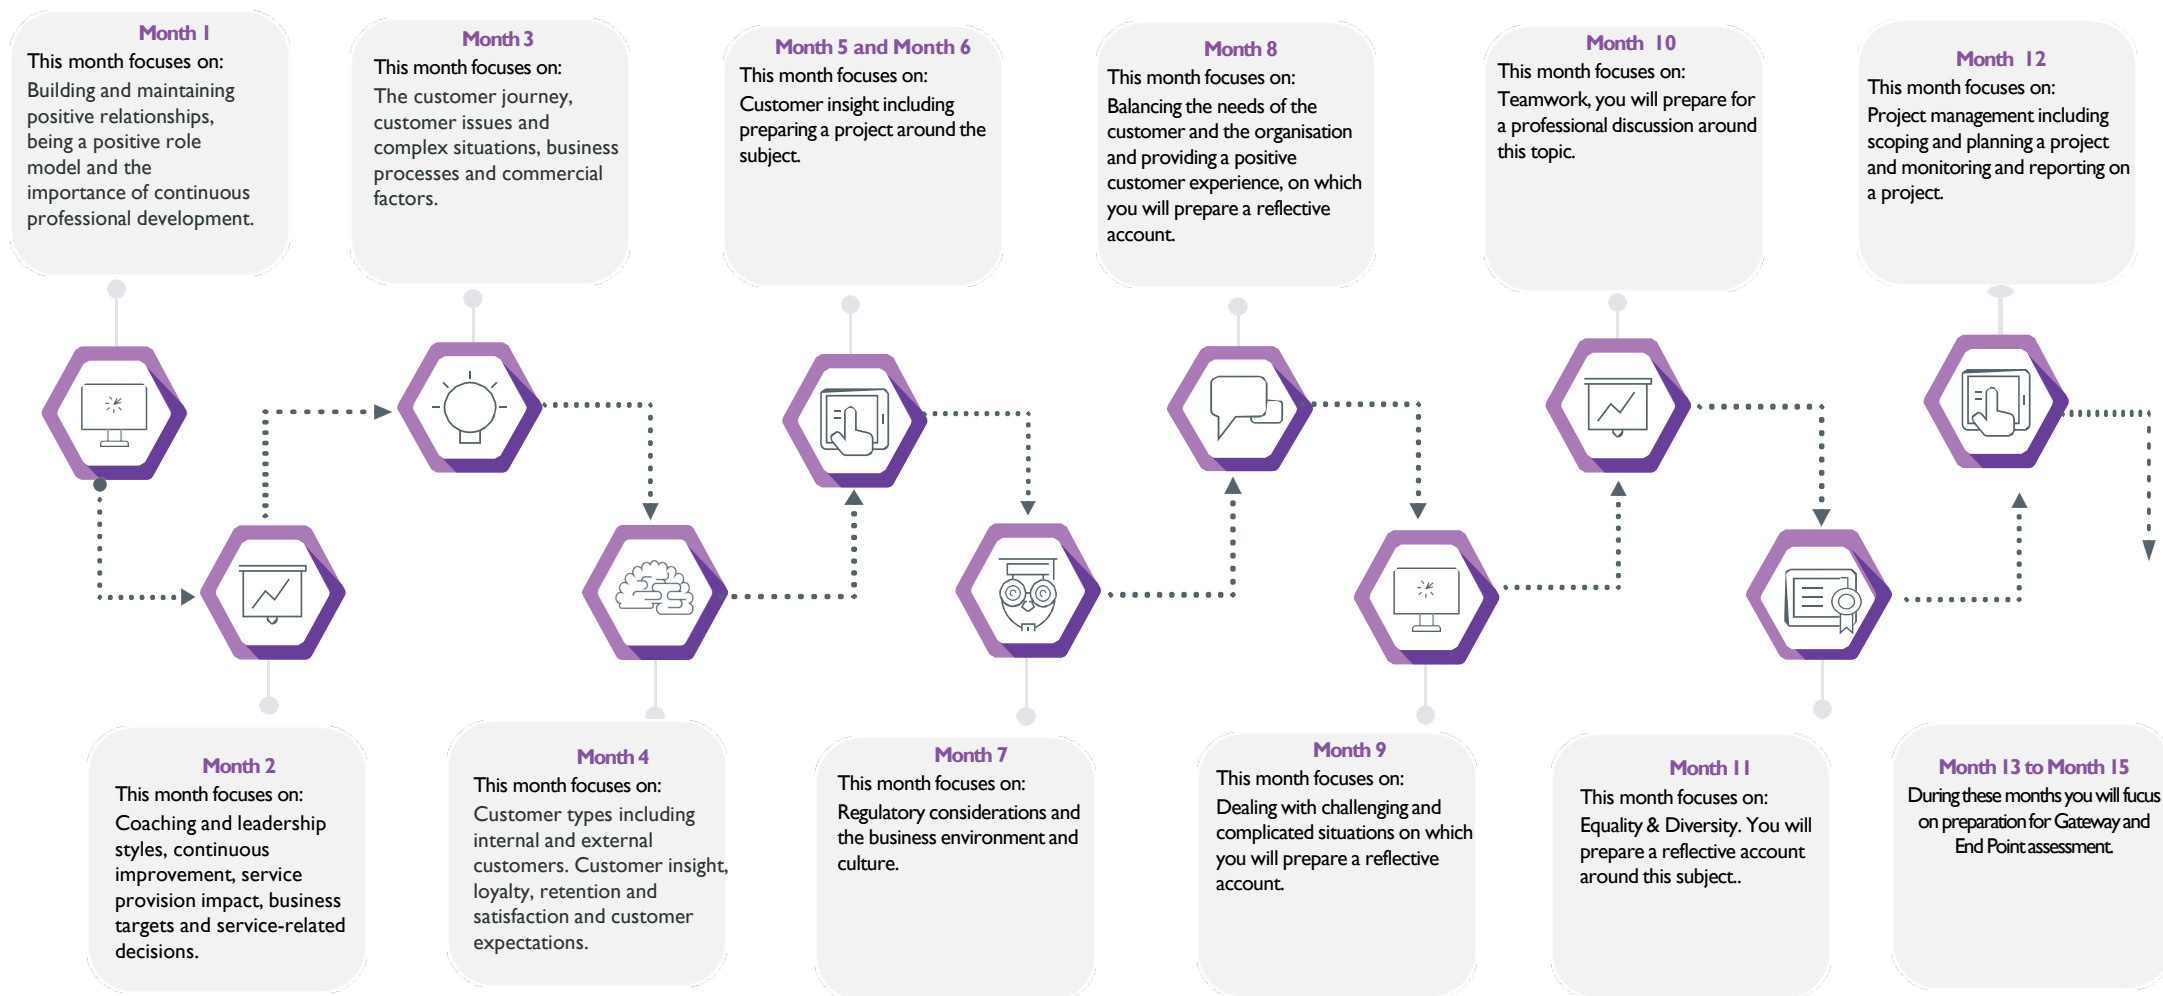 Month 1
This month focuses on:
Building and maintaining
positive relationships,
being a positive role
model and the
importance of continuous
professional development.
Month 2
This month focuses on:
Coaching and leadership
styles, continuous
improvement, service
provision impact, business
targets and service-related
decisions.
Month 3
This month focuses on:
The customer journey,
customer issues and
complex situations, business
processes and commercial
factors.
Month 4
This month focuses on:
Customer types including
internal and external
customers. Customer insight,
loyalty, retention and
satisfaction and customer
expectations.
Month 5 and Month 6
This month focuses on:
Customer insight including
preparing a project around the
subject.
Month 7
This month focuses on:
Regulatory considerations and
the business environment and
culture.
Month 8
This month focuses on:
Balancing the needs of the
customer and the organisation
and providing a positive
customer experience, on which
you will prepare a reflective
account.
Month 9
This month focuses on:
Dealing with challenging and
complicated situations on which
you will prepare a reflective
account.
Month 10
This month focuses on:
Teamwork, you will prepare for
a professional discussion around
this topic.
Month 11
This month focuses on:
Equality & Diversity. You will
prepare a reflective account
around this subject..
Month 12
This month focuses on:
Project management including
scoping and planning a project
and monitoring and reporting on
a project.
Month 13 to Month 15
During these months you will fucus
on preparation for Gateway and
End Point assessment.